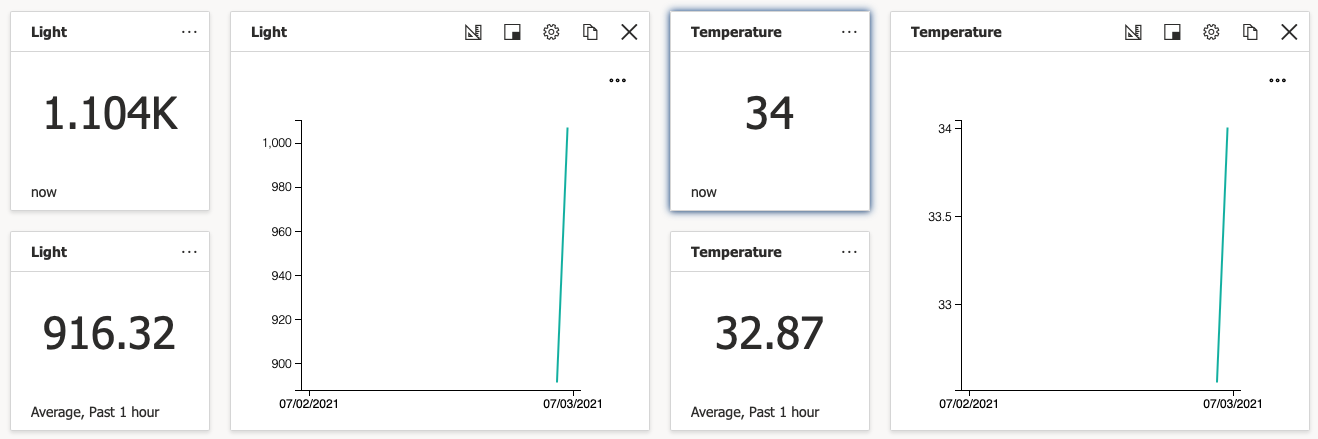 Light
1.104K
now
Light
916.32
Average, Past 1 hour
Light
1,000
980
960
940
920
900
07/02/2021 07/03/2021
Temperature
34
now
Temperature
32.87
Average, Past 1 hour
Temperature
34
33.5
33
07/02/2021 07/03/2021